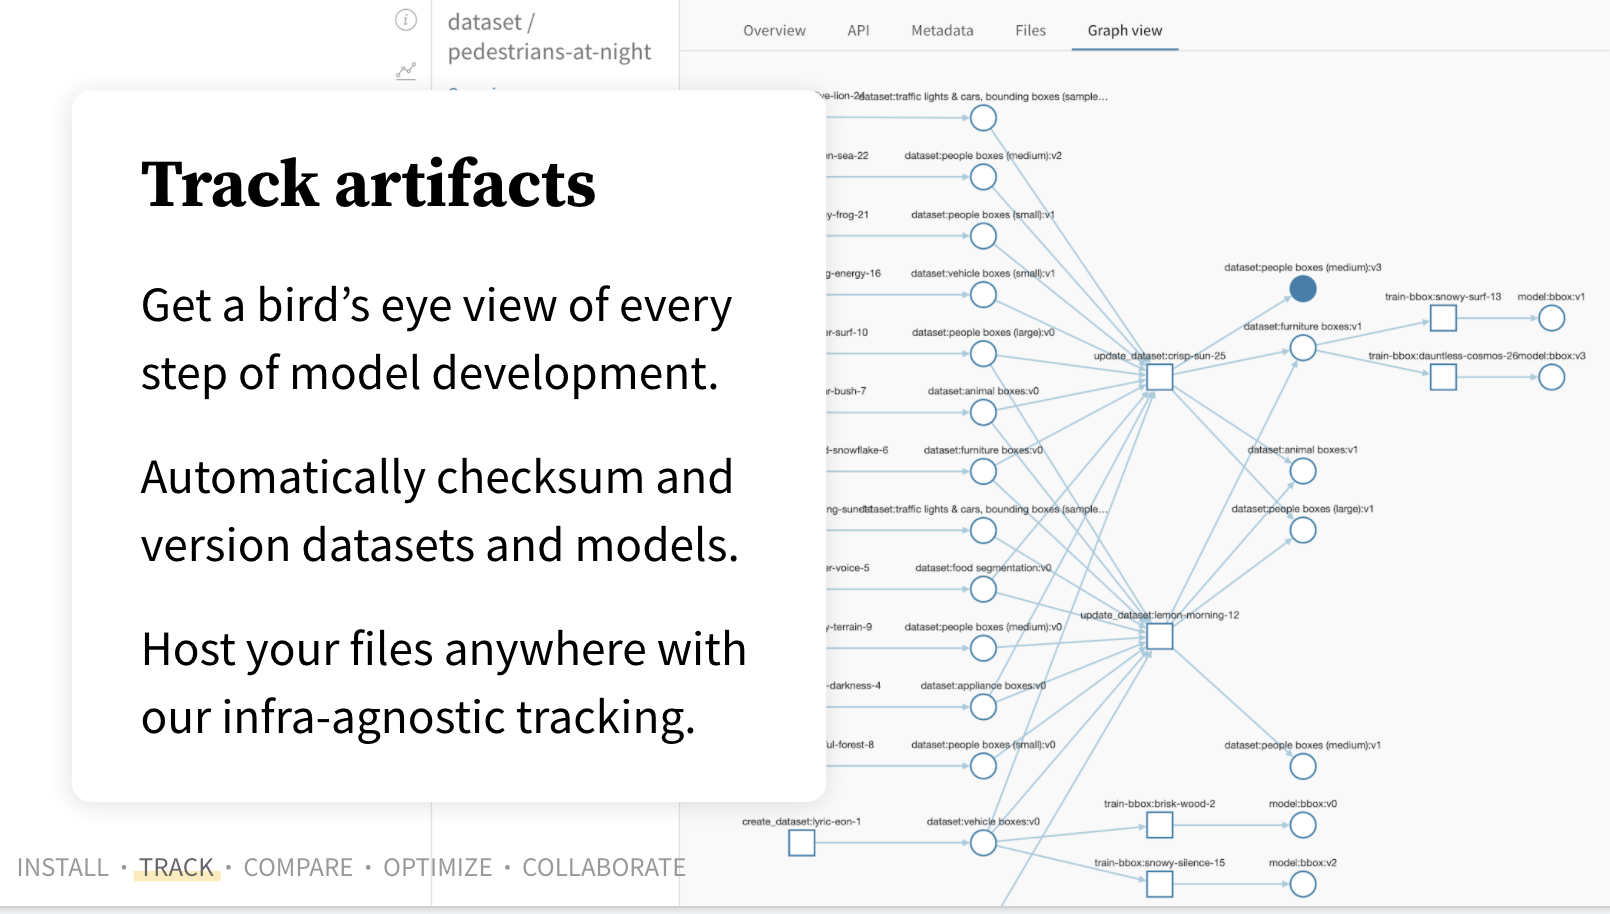 dataset /
pedestrians-at-night
Overview
API
Metadata
Files
Graph view
Track artifacts
Get a bird’s eye view of every
step of model development.
Automatically checksum and
version datasets and models.
Host your files anywhere with
our infra-agnostic tracking.
ve-lion-24
dataset:traffic lights & cars, bounding boxes (sample...
n-sea-22
dataset:people boxes (medium):v2
y-frog-21
dataset:people boxes (small):v1
g-energy-16
dataset:vehicle boxes (small):v1
er-surf-10
dataset:people boxes (large):v0
r-bush-7
dataset:animal boxes:v0
d-snowflake-6
dataset:furniture boxes:v0
dataset:traffic lights & cars, bounding boxes (sample...
er-voice-5
dataset:food segmentation:v0
y-terrain-9
dataset:people boxes (medium):v0
-darkness-4
dataset:appliance boxes:v0
ul-forest-8
dataset:people boxes (small):v0
create_dataset:lyric-eon-1
dataset:vehicle boxes:v0
update_dataset:crisp-sun-25
update_dataset:lemon-morning-12
dataset:people boxes (medium):v3
dataset:furniture boxes:v1
train-bbox:snowy-surf-13
model:bbox:v1
train-bbox:dauntless-cosmos-26
model:bbox:v3
dataset:animal boxes:v1
dataset:people boxes (large):v1
dataset:people boxes (medium):v1
train-bbox:brisk-wood-2
model:bbox:v0
train-bbox:snowy-silence-15
model:bbox:v2
INSTALL • TRACK • COMPARE • OPTIMIZE • COLLABORATE